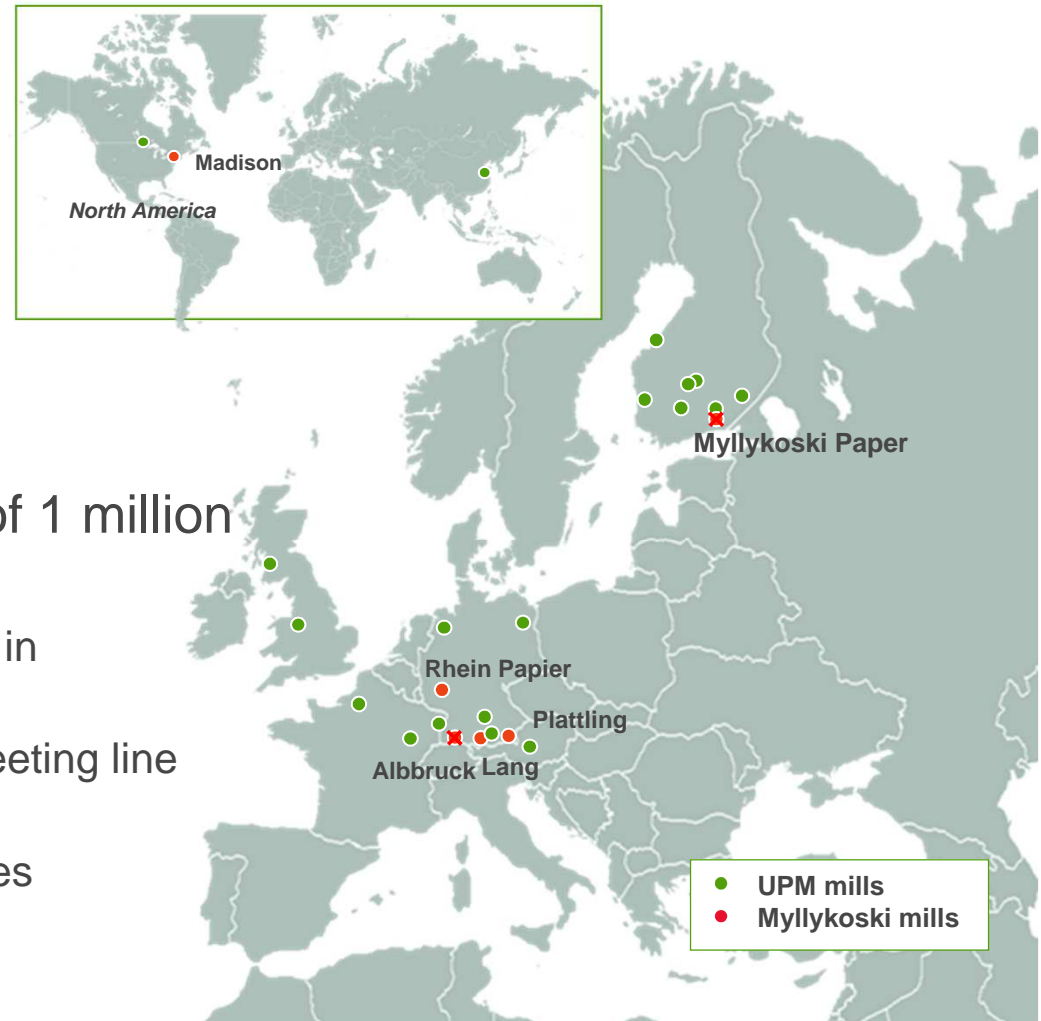 Madison
North America
Myllykoski Paper
of 1 million
in
Rhein Papier
Plattling
eeting line
Albbruck Lang
es
UPM mills
Myllykoski mills